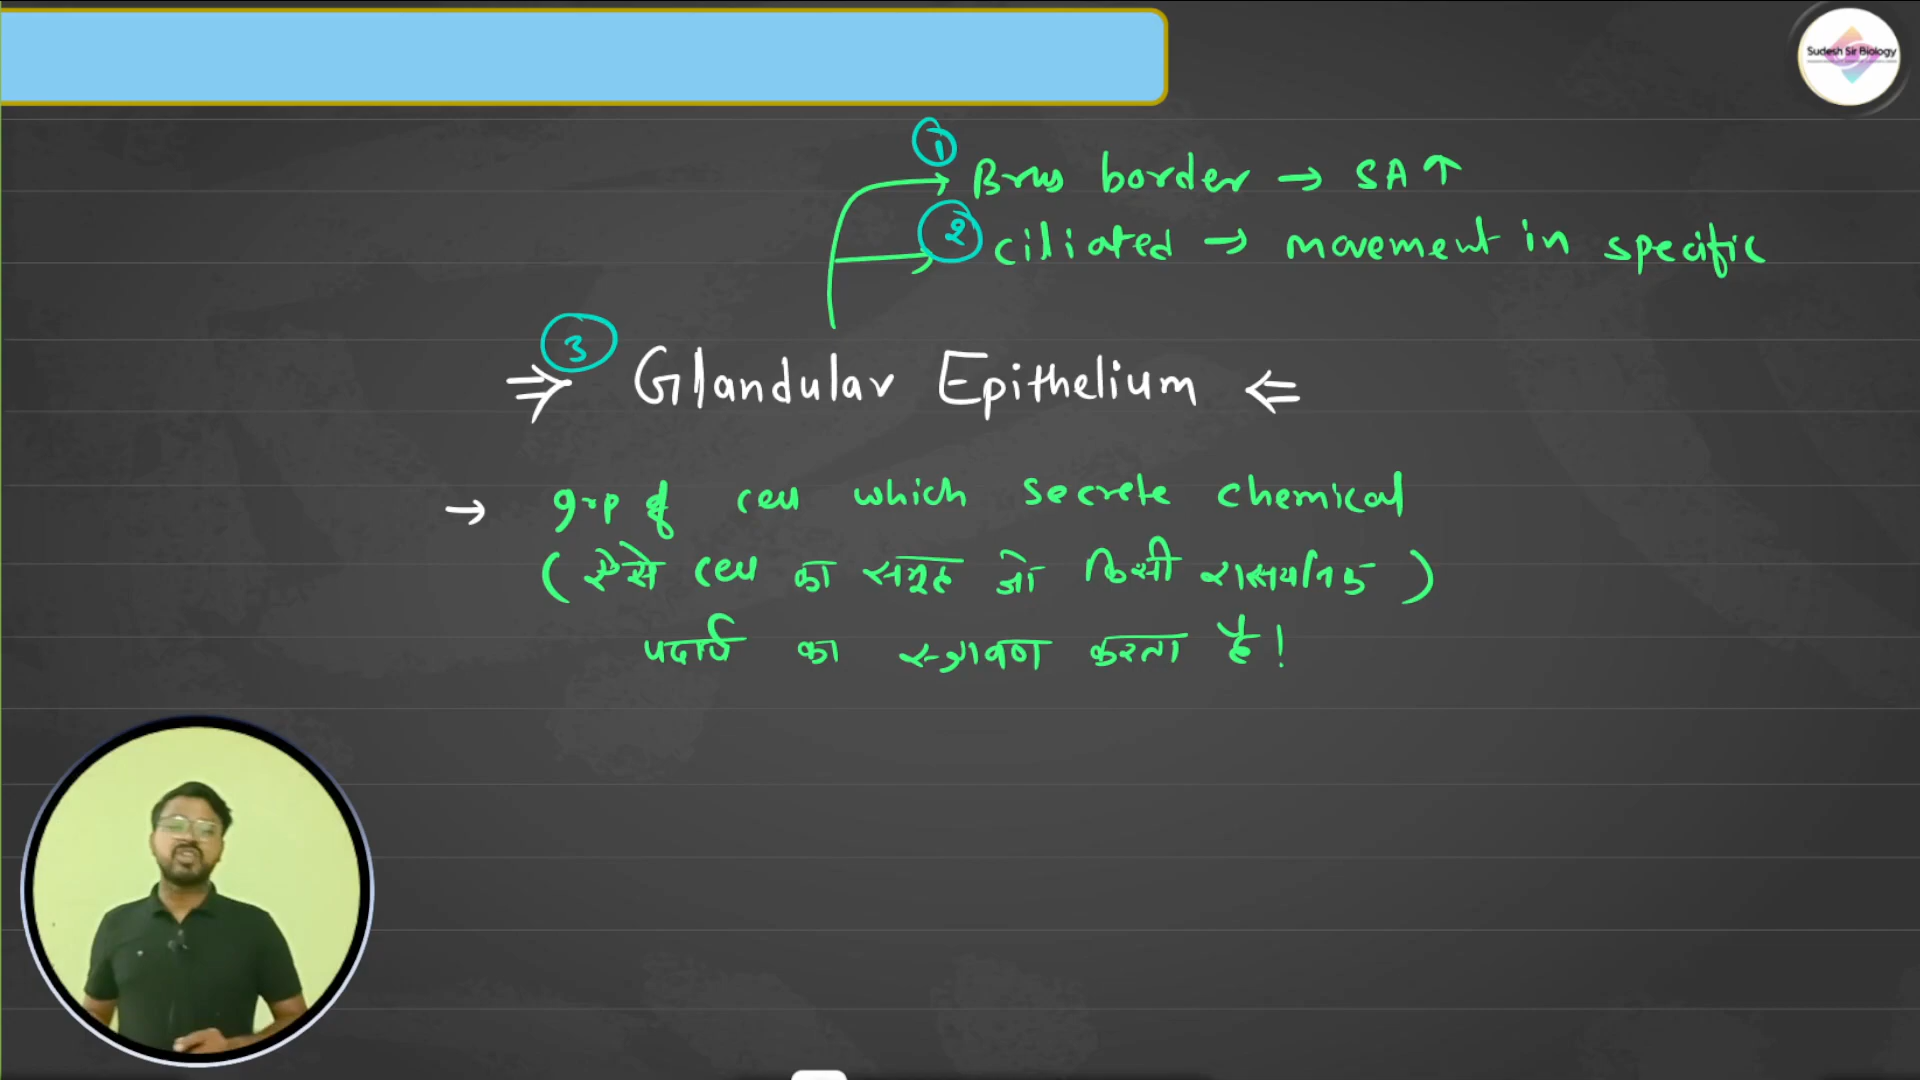 Sudesh Sir Biology
1 Brus border → SA ↑
2 ciliated → movement in specific
3
⇒ Glandular Epithelium ⇐
→ grp of cell which secrete chemical
( ऐसे cell का समूह जो किसी रासायनिक )
पदार्थ का स्त्रावण करता है !